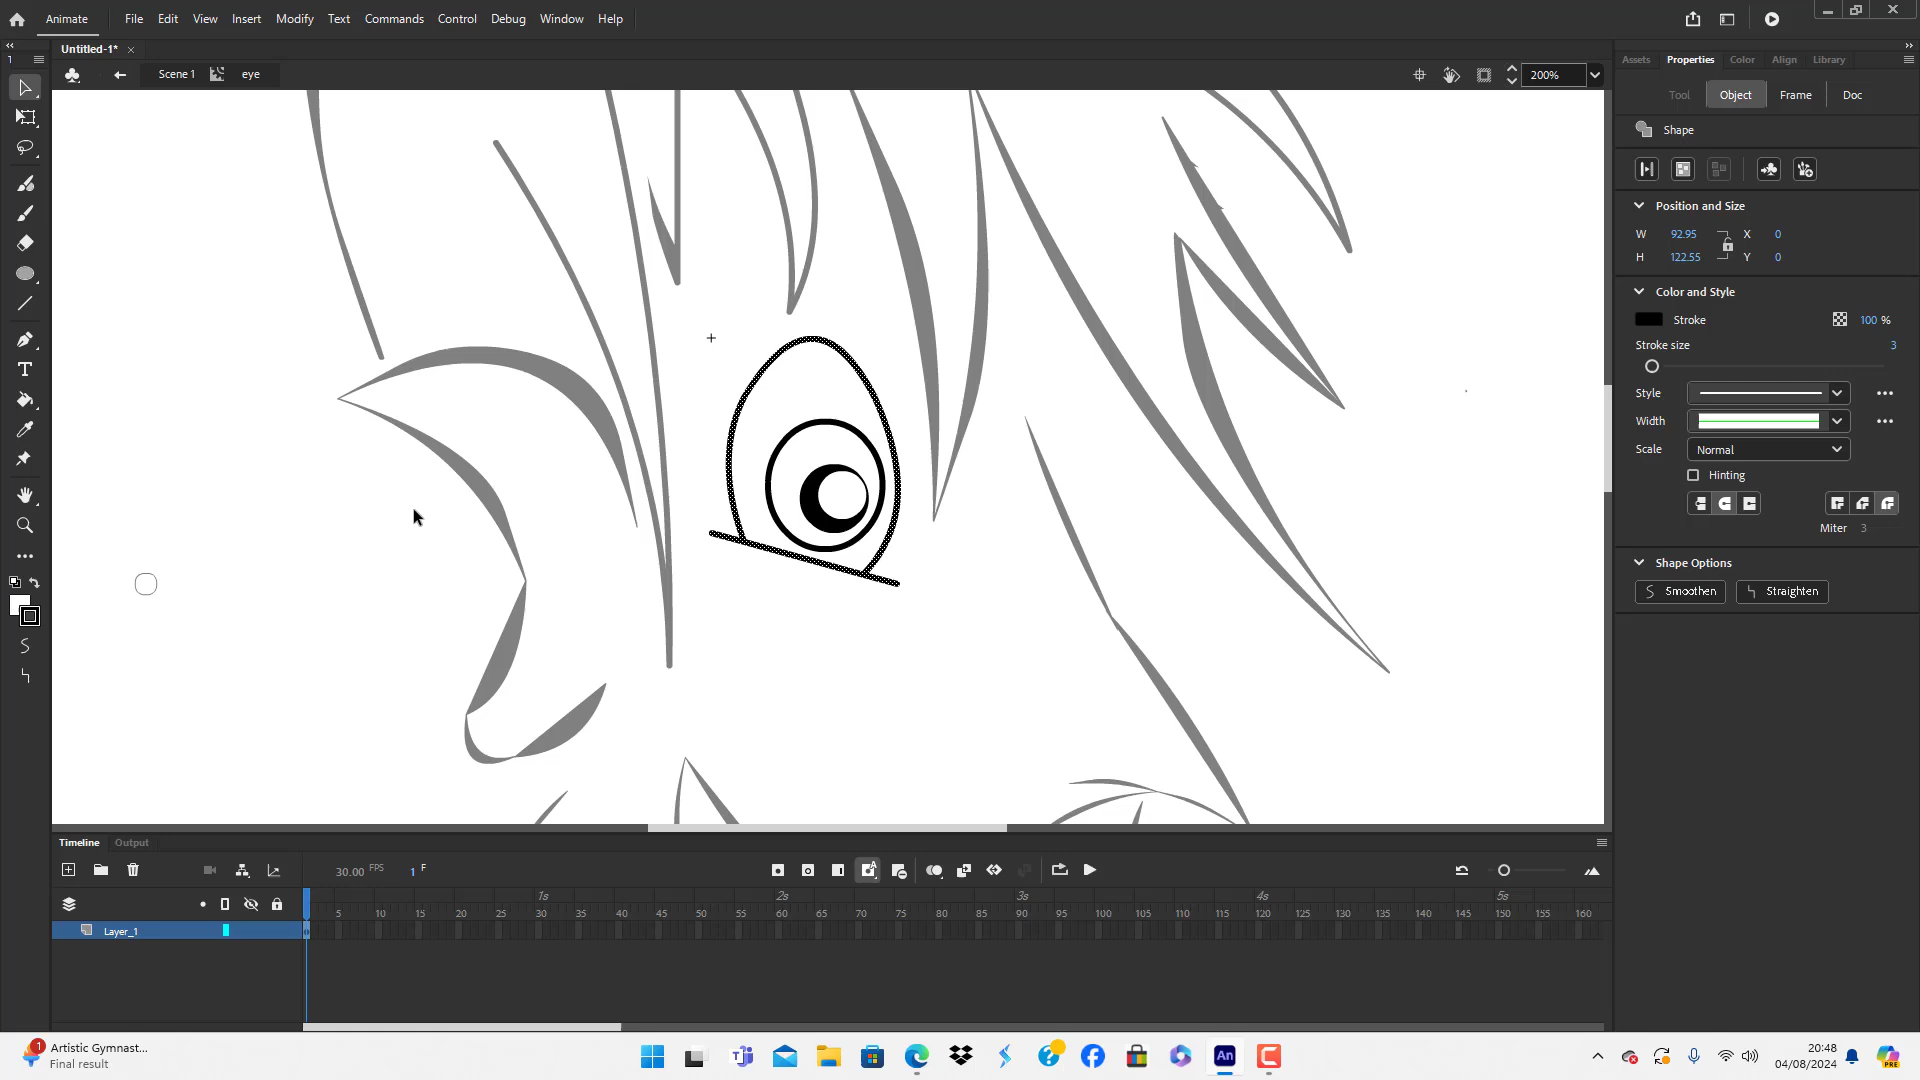 Animate
File
Edit
View
Insert
Modify
Text
Commands
Control
Debug
Window
Help
1
Untitled-1*
Scene 1
eye
200%
Assets
Properties
Color
Align
Library
Tool
Object
Frame
Doc
Shape
Position and Size
W 92.95 X 0
H 122.55 Y 0
Color and Style
Stroke 100 %
Stroke size 3
Style
Width
Scale Normal
Hinting
Miter 3
Shape Options
Smoothen
Straighten
Timeline
Output
30.00 FPS
1 F
1s 2s 3s 4s 5s
5 10 15 20 25 30 35 40 45 50 55 60 65 70 75 80 85 90 95 100 105 110 115 120 125 130 135 140 145 150 155 160
Layer_1
1
Artistic Gymnast...
Final result
An
PRE
20:48
04/08/2024